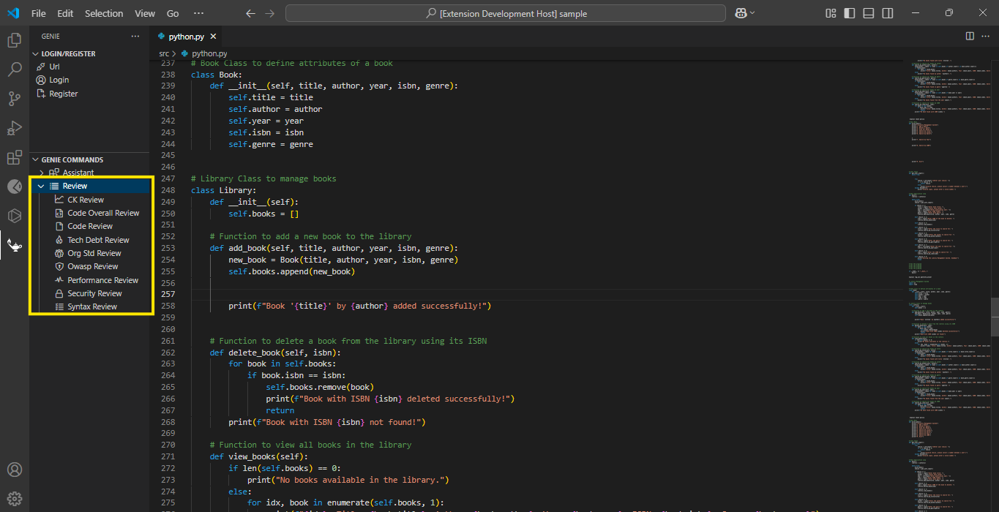 File Edit Selection View Go ··· [Extension Development Host] sample
GENIE ···
python.py
LOGIN/REGISTER
Url
Login
Register
GENIE COMMANDS
Assistant
Review
CK Review
Code Overall Review
Code Review
Tech Debt Review
Org Std Review
Owasp Review
Performance Review
Security Review
Syntax Review
src > python.py
237 # Book Class to define attributes of a book
238 class Book:
239 def __init__(self, title, author, year, isbn, genre):
240 self.title = title
241 self.author = author
242 self.year = year
243 self.isbn = isbn
244 self.genre = genre
245
246
247 # Library Class to manage books
248 class Library:
249 def __init__(self):
250 self.books = []
251
252 # Function to add a new book to the library
253 def add_book(self, title, author, year, isbn, genre):
254 new_book = Book(title, author, year, isbn, genre)
255 self.books.append(new_book)
256
257
258 print(f"Book '{title}' by {author} added successfully!")
259
260
261 # Function to delete a book from the library using its ISBN
262 def delete_book(self, isbn):
263 for book in self.books:
264 if book.isbn == isbn:
265 self.books.remove(book)
266 print(f"Book with ISBN {isbn} deleted successfully!")
267 return
268 print(f"Book with ISBN {isbn} not found!")
269
270 # Function to view all books in the library
271 def view_books(self):
272 if len(self.books) == 0:
273 print("No books available in the library.")
274 else:
275 for idx, book in enumerate(self.books, 1):